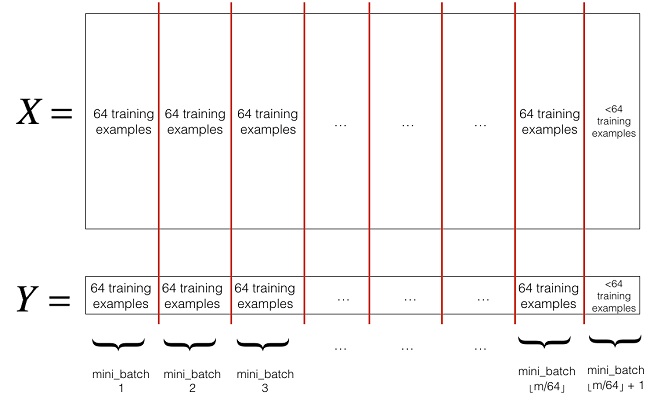 X = 64 training examples 64 training examples 64 training examples ... ... ... 64 training examples <64 training examples
Y = 64 training examples 64 training examples 64 training examples ... ... ... 64 training examples <64 training examples
mini_batch 1 mini_batch 2 mini_batch 3 ... ... ... mini_batch ⌊m/64⌋ mini_batch ⌊m/64⌋ + 1